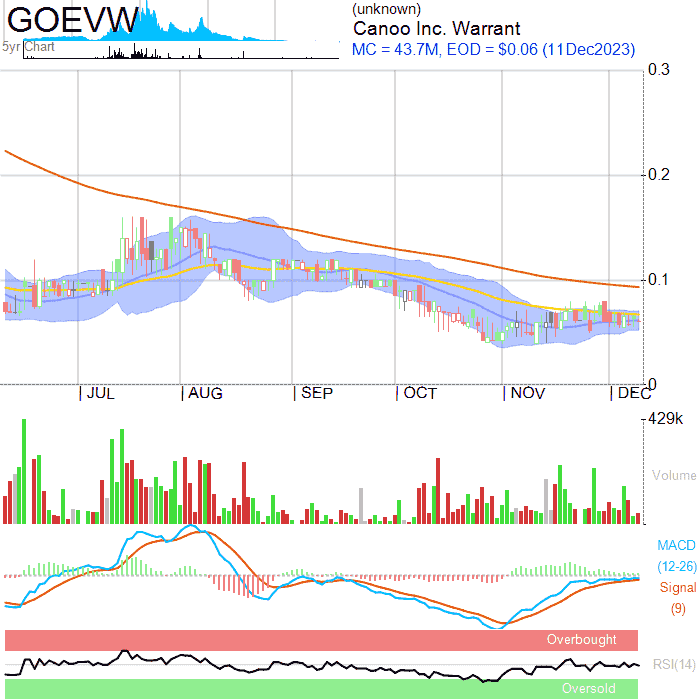 GOEVW
5yr Chart
(unknown)
Canoo Inc. Warrant
MC = 43.7M, EOD = $0.06 (11Dec2023)
0.3
0.2
0.1
0
JUL
AUG
SEP
OCT
NOV
DEC
429k
Volume
MACD
(12-26)
Signal
(9)
Overbought
RSI(14)
Oversold